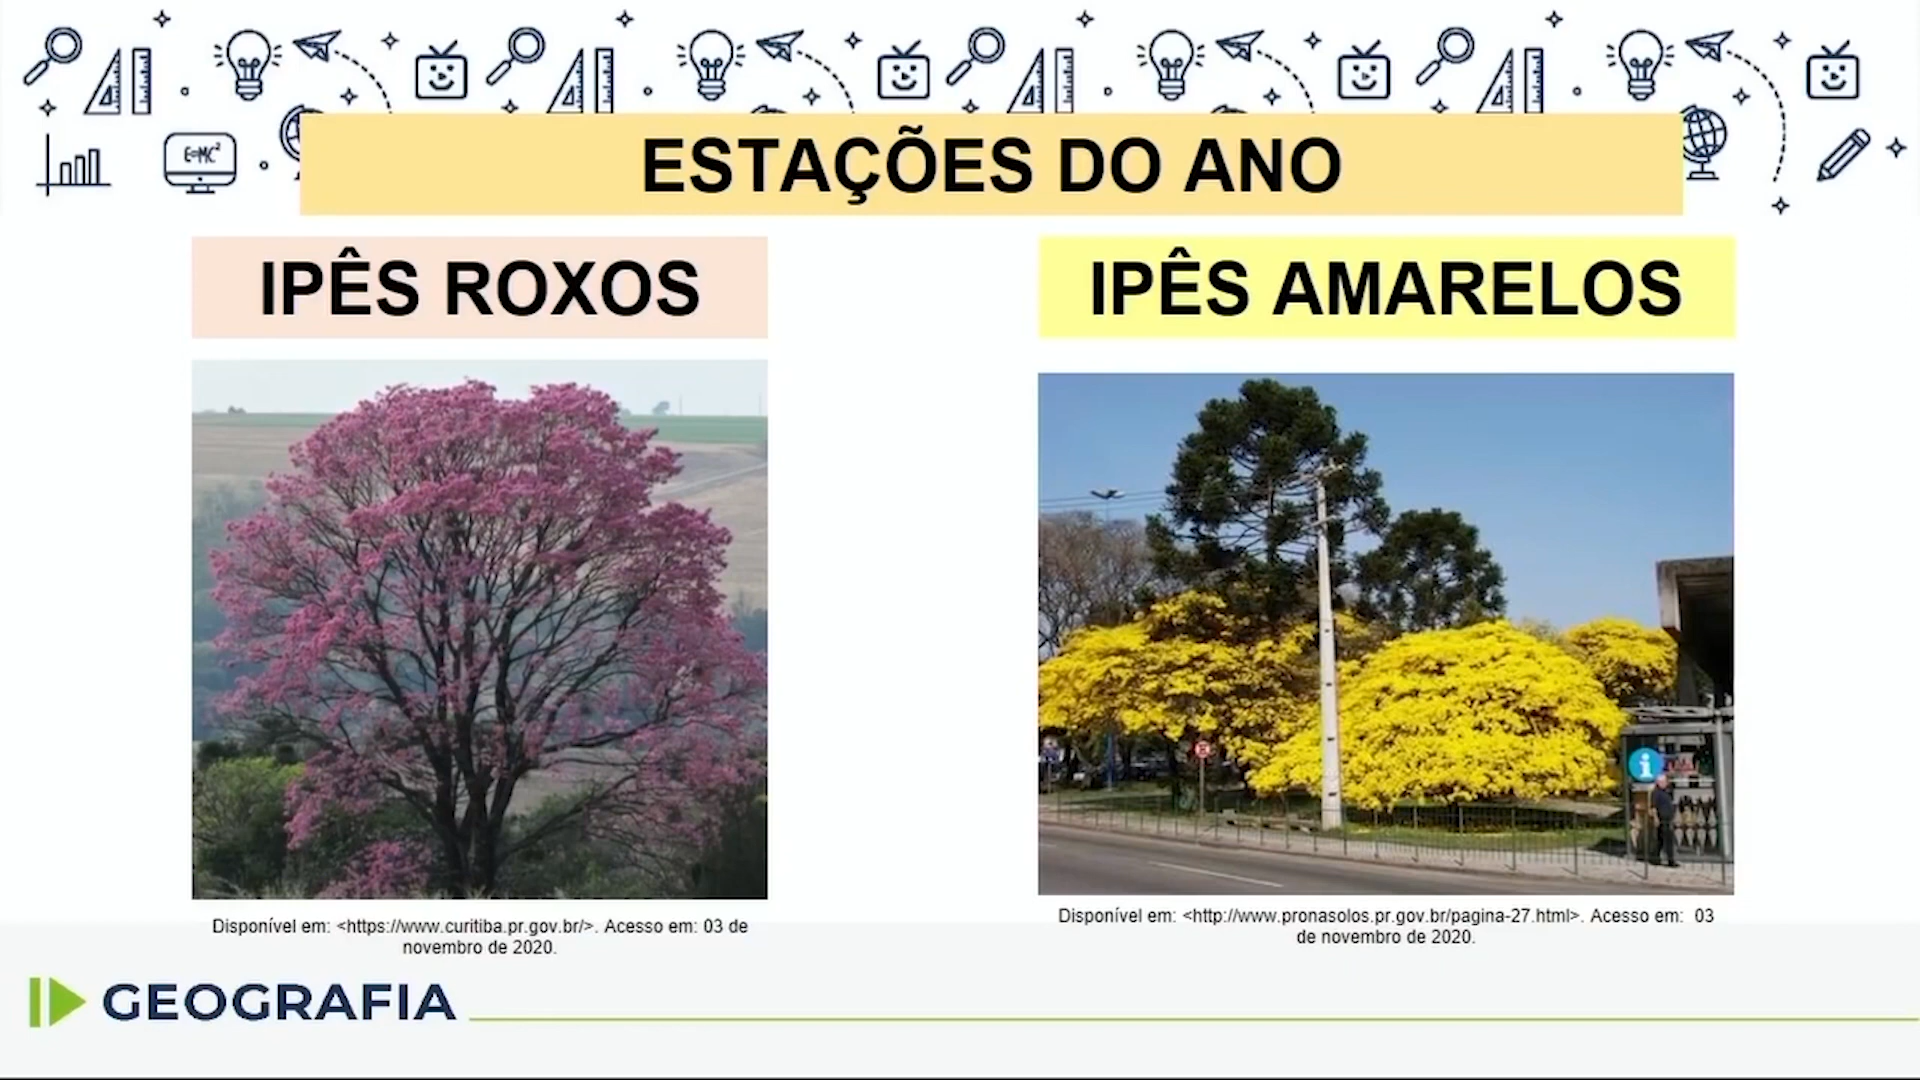 E=MC²
ESTAÇÕES DO ANO
IPÊS ROXOS
IPÊS AMARELOS
i
Disponível em: <https://www.curitiba.pr.gov.br/>. Acesso em: 03 de
novembro de 2020.
Disponível em: <http://www.pronasolos.pr.gov.br/pagina-27.html>. Acesso em: 03
de novembro de 2020.
GEOGRAFIA